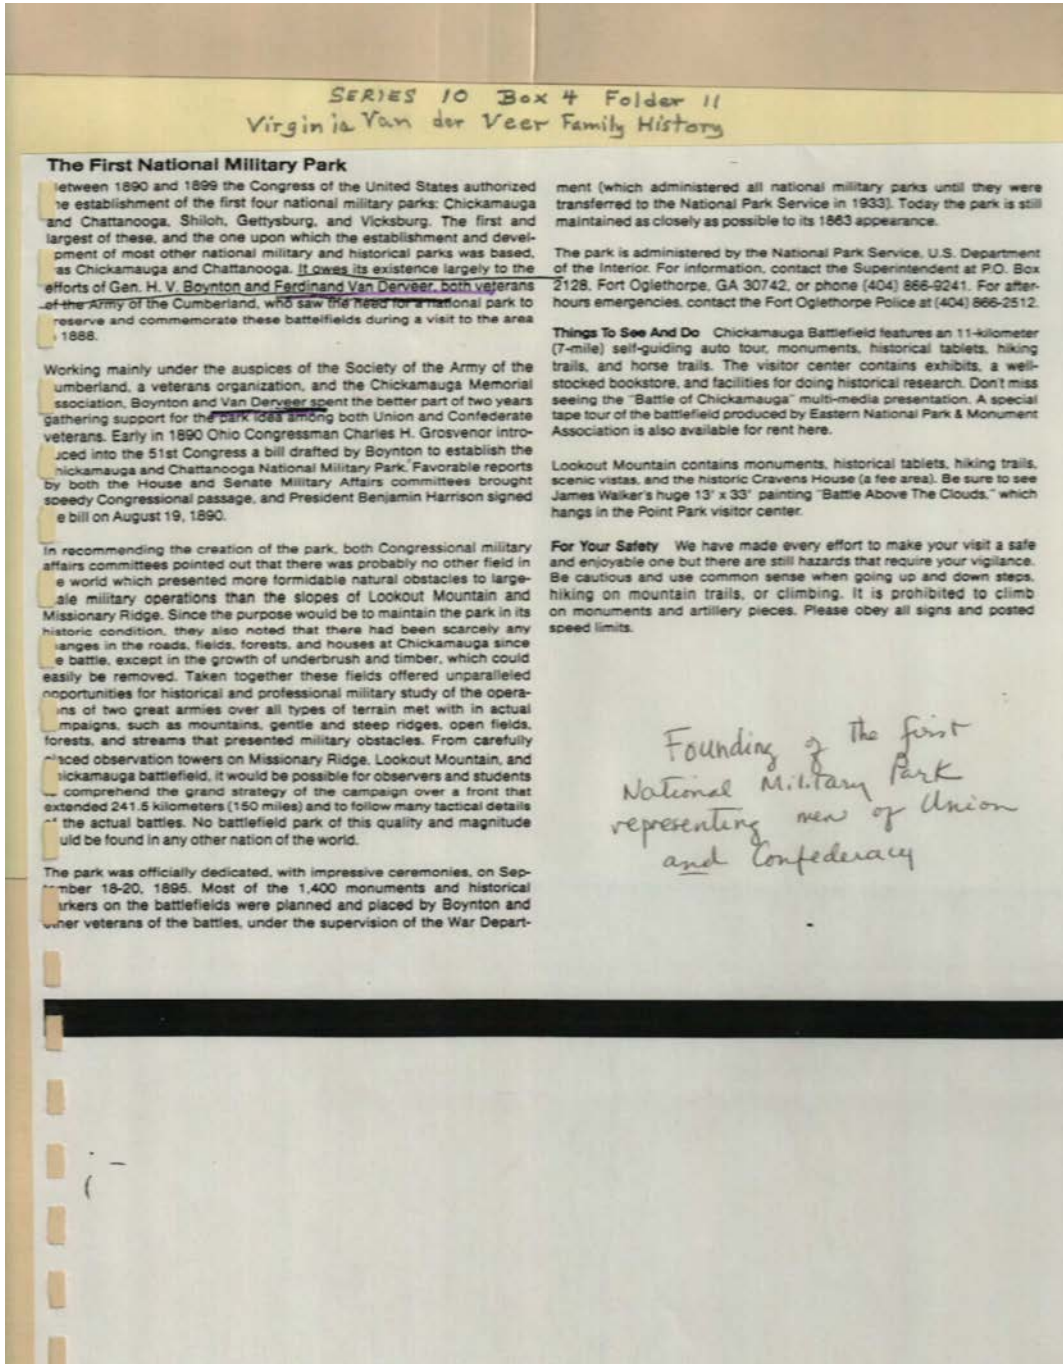 SERIES 10 Box 4 Folder 11
Virginia Van der Veer Family History
The First National Military Park
etween 1890 and 1899 the Congress of the United States authorized
e establishment of the first four national military parks: Chickamauga
and Chattanooga, Shiloh, Gettysburg, and Vicksburg. The first and
largest of these, and the one upon which the establishment and devel-
pment of most other national military and historical parks was based,
as Chickamauga and Chattanooga. It owes its existence largely to the
efforts of Gen. H. V. Boynton and Ferdinand Van Derveer, both veterans
of the Army of the Cumberland, who saw the need for a national park to
reserve and commemorate these battelfields during a visit to the area
1888.
Working mainly under the auspices of the Society of the Army of the
umberland, a veterans organization, and the Chickamauga Memorial
ssociation, Boynton and Van Derveer spent the better part of two years
gathering support for the park idea among both Union and Confederate
veterans. Early in 1890 Ohio Congressman Charles H. Grosvenor intro-
uced into the 51st Congress a bill drafted by Boynton to establish the
hickamauga and Chattanooga National Military Park. Favorable reports
by both the House and Senate Military Affairs committees brought
speedy Congressional passage, and President Benjamin Harrison signed
e bill on August 19, 1890.
In recommending the creation of the park, both Congressional military
affairs committees pointed out that there was probably no other field in
e world which presented more formidable natural obstacles to large-
ale military operations than the slopes of Lookout Mountain and
Missionary Ridge. Since the purpose would be to maintain the park in its
historic condition, they also noted that there had been scarcely any
anges in the roads, fields, forests, and houses at Chickamauga since
e battle, except in the growth of underbrush and timber, which could
easily be removed. Taken together these fields offered unparalleled
opportunities for historical and professional military study of the opera-
ns of two great armies over all types of terrain met with in actual
mpaigns, such as mountains, gentle and steep ridges, open fields,
forests, and streams that presented military obstacles. From carefully
aced observation towers on Missionary Ridge, Lookout Mountain, and
ickamauga battlefield, it would be possible for observers and students
comprehend the grand strategy of the campaign over a front that
extended 241.5 kilometers (150 miles) and to follow many tactical details
the actual battles. No battlefield park of this quality and magnitude
uld be found in any other nation of the world.
The park was officially dedicated, with impressive ceremonies, on Sep-
mber 18-20, 1895. Most of the 1,400 monuments and historical
arkers on the battlefields were planned and placed by Boynton and
her veterans of the battles, under the supervision of the War Depart-
ment (which administered all national military parks until they were
transferred to the National Park Service in 1933). Today the park is still
maintained as closely as possible to its 1863 appearance.
The park is administered by the National Park Service, U.S. Department
of the Interior. For information, contact the Superintendent at P.O. Box
2128, Fort Oglethorpe, GA 30742, or phone (404) 866-9241. For after-
hours emergencies, contact the Fort Oglethorpe Police at (404) 866-2512.
Things To See And Do Chickamauga Battlefield features an 11-kilometer
(7-mile) self-guiding auto tour, monuments, historical tablets, hiking
trails, and horse trails. The visitor center contains exhibits, a well-
stocked bookstore, and facilities for doing historical research. Don't miss
seeing the "Battle of Chickamauga" multi-media presentation. A special
tape tour of the battlefield produced by Eastern National Park & Monument
Association is also available for rent here.
Lookout Mountain contains monuments, historical tablets, hiking trails,
scenic vistas, and the historic Cravens House (a fee area). Be sure to see
James Walker's huge 13' x 33' painting "Battle Above The Clouds," which
hangs in the Point Park visitor center.
For Your Safety We have made every effort to make your visit a safe
and enjoyable one but there are still hazards that require your vigilance.
Be cautious and use common sense when going up and down steps,
hiking on mountain trails, or climbing. It is prohibited to climb
on monuments and artillery pieces. Please obey all signs and posted
speed limits.
Founding of the first
National Military Park
representing men of Union
and Confederacy